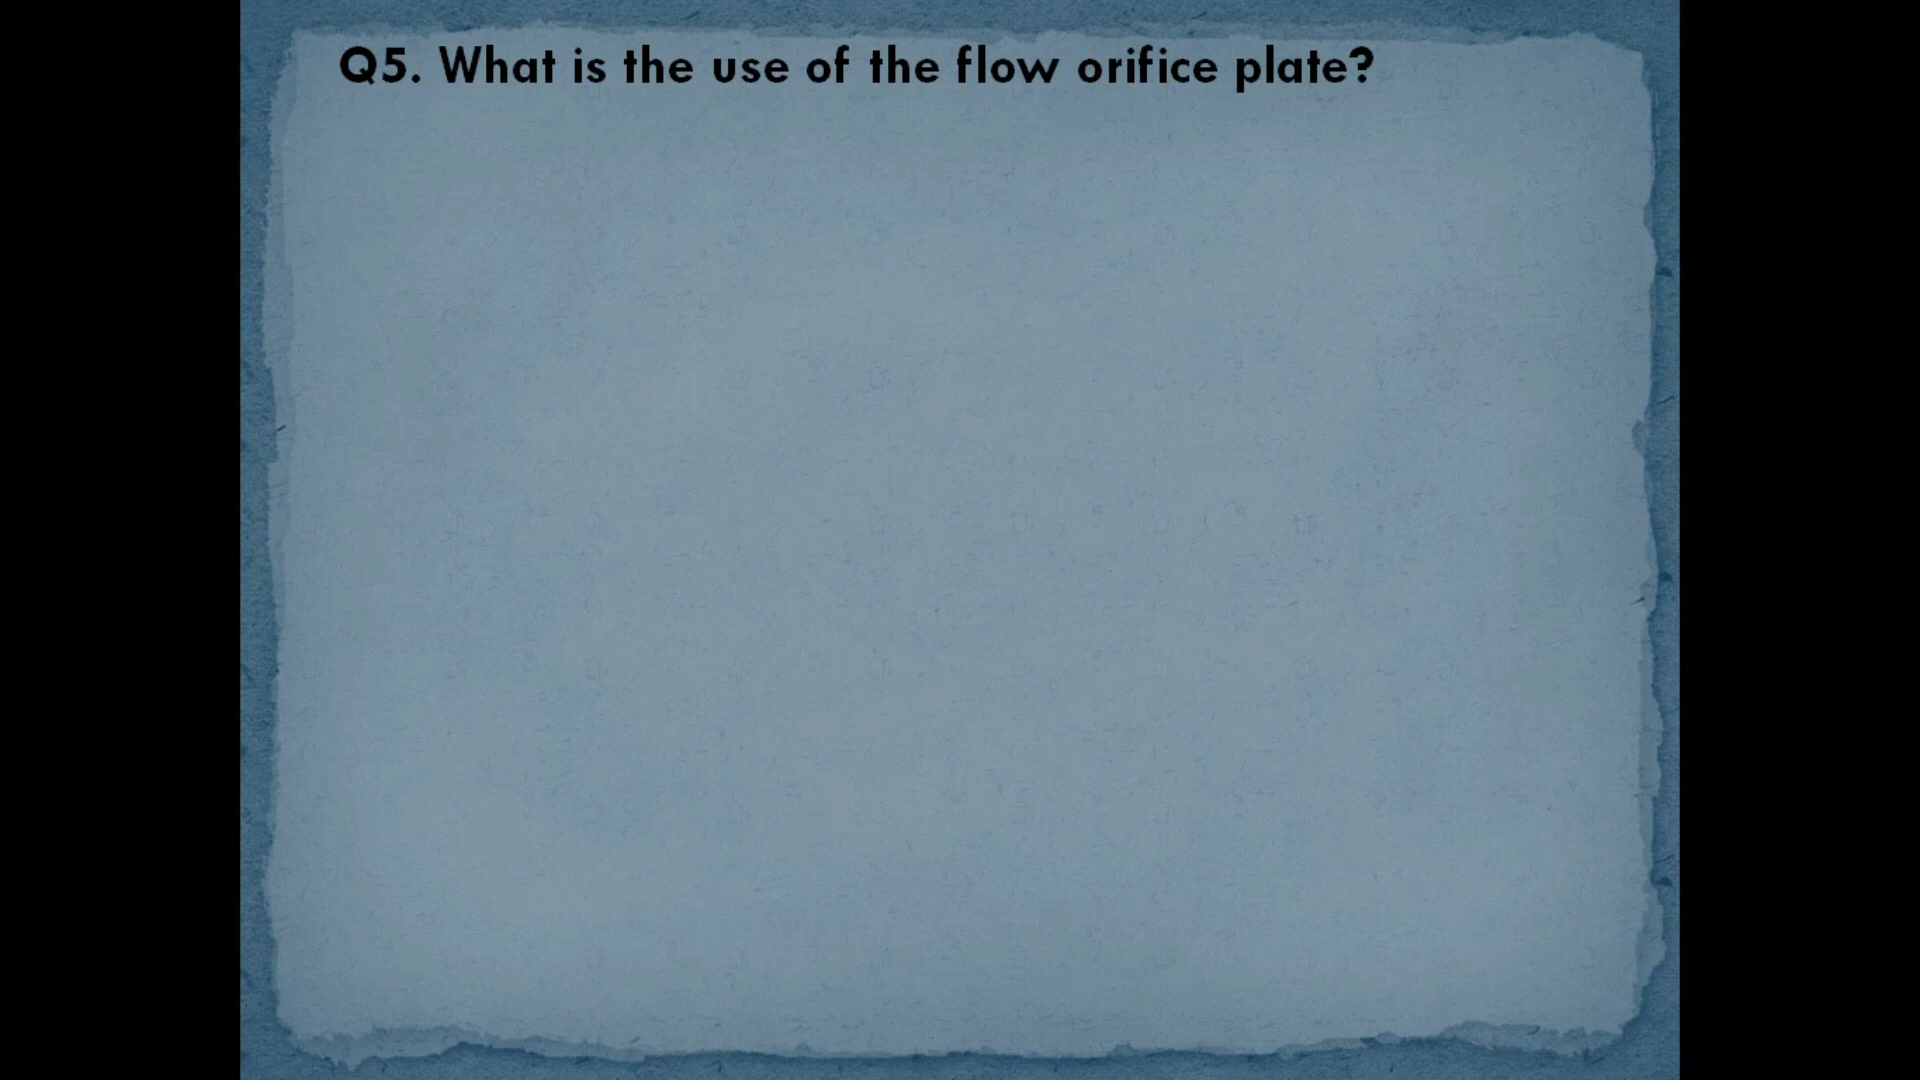 Q5. What is the use of the flow orifice plate?